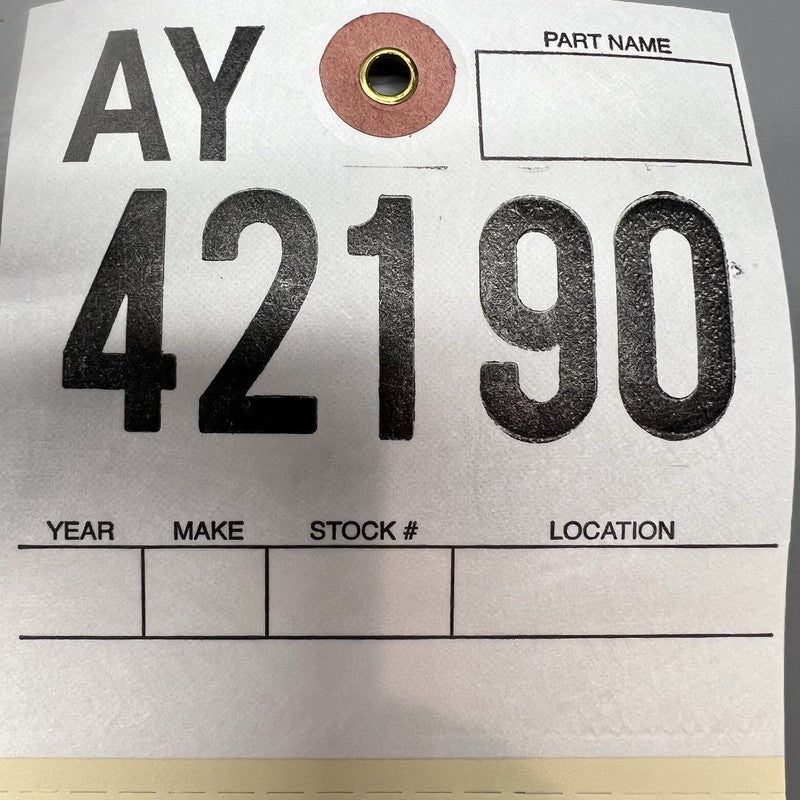 AY
PART NAME
42190
YEAR MAKE STOCK # LOCATION